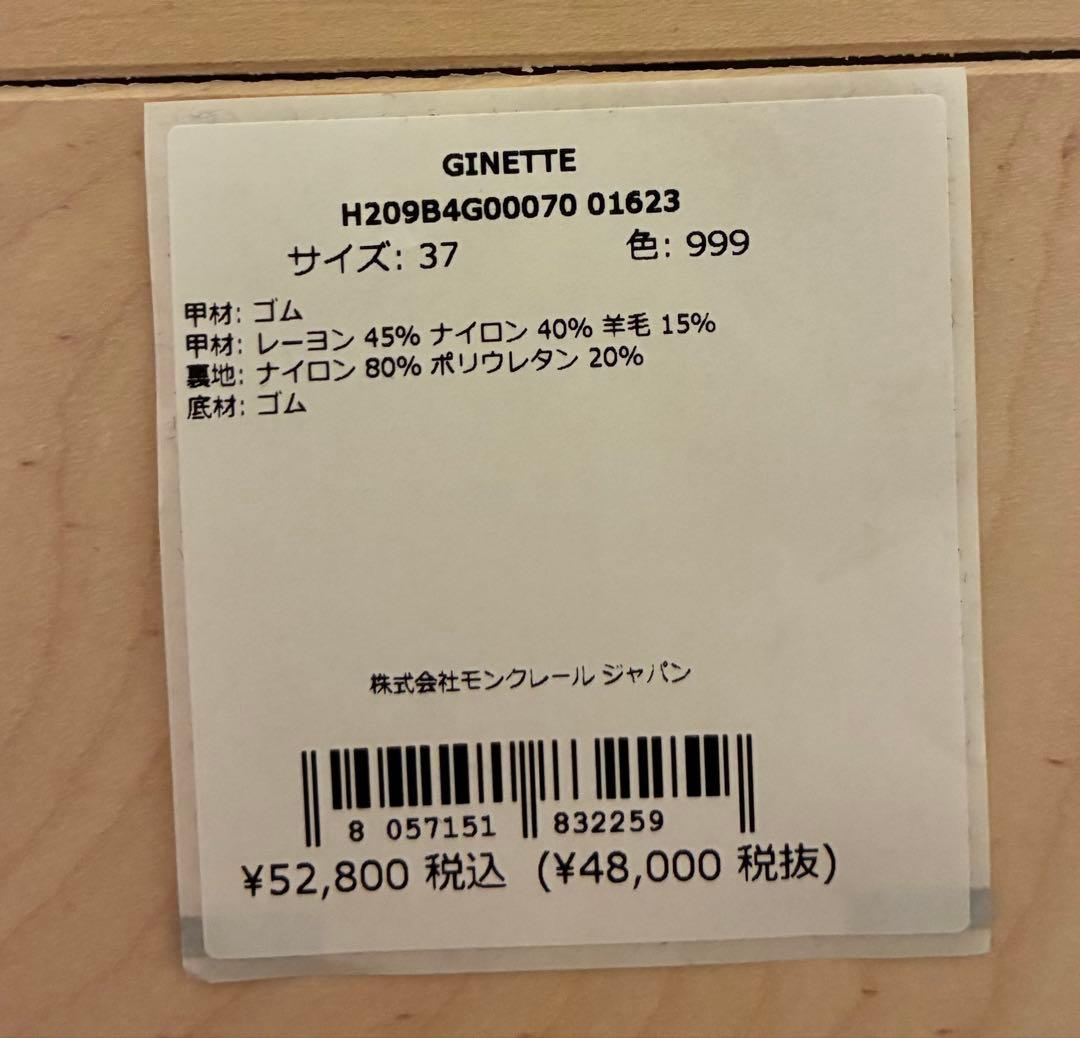 GINETTE
H209B4G00070 01623
サイズ: 37 色: 999
甲材: ゴム
甲材: レーヨン 45% ナイロン 40% 羊毛 15%
裏地: ナイロン 80% ポリウレタン 20%
底材: ゴム
株式会社モンクレール ジャパン
8 057151 832259
¥52,800 税込 (¥48,000 税抜)